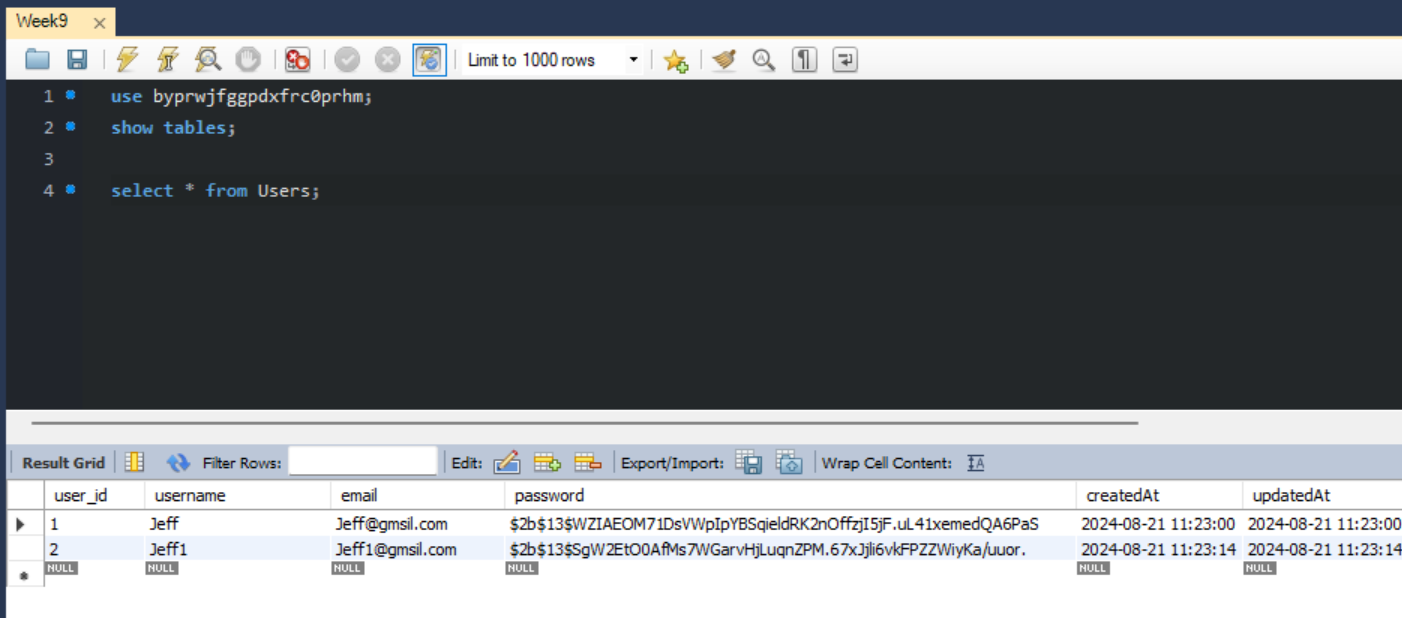 Week9
Limit to 1000 rows
1 use byprwjfggpdxfrc0prhm;
2 show tables;
3
4 select * from Users;
Result Grid Filter Rows: Edit: Export/Import: Wrap Cell Content:
user_id username email password createdAt updatedAt
1 Jeff Jeff@gmsil.com $2b$13$WZIAEOM71DsVWpIpYBSqieldRK2nOffzjI5jF.uL41xemedQA6PaS 2024-08-21 11:23:00 2024-08-21 11:23:00
2 Jeff1 Jeff1@gmsil.com $2b$13$SgW2EtO0AfMs7WGarvHjLuqnZPM.67xJjli6vkFPZZWiyKa/uuor. 2024-08-21 11:23:14 2024-08-21 11:23:14
NULL NULL NULL NULL NULL NULL